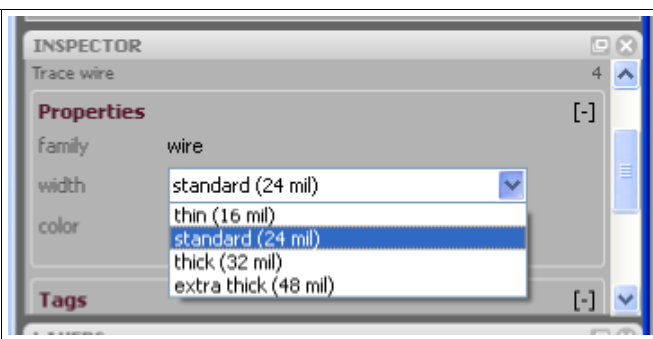 INSPECTOR
Trace wire 4
Properties [-]
family wire
width standard (24 mil)
thin (16 mil)
color
standard (24 mil)
thick (32 mil)
extra thick (48 mil)
Tags [-]
LAYERS